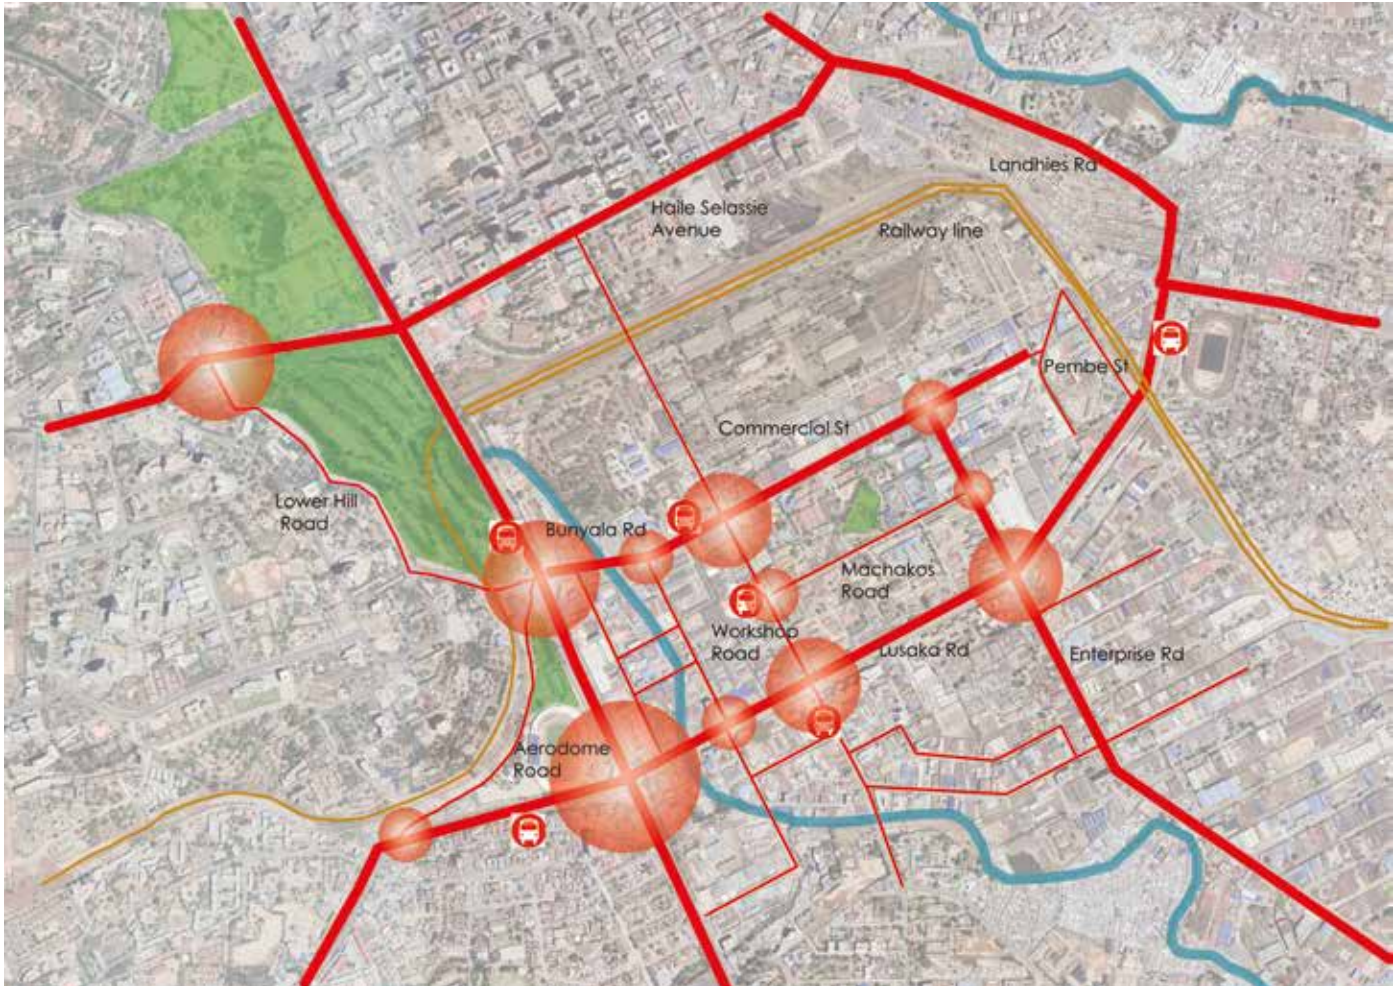 Landhies Rd
Haile Selassie
Avenue
Railway line
Pembe St
Commercial St
Lower Hill
Road
Bunyala Rd
Machakos
Road
Workshop
Road
Lusaka Rd
Enterprise Rd
Aerodome
Road